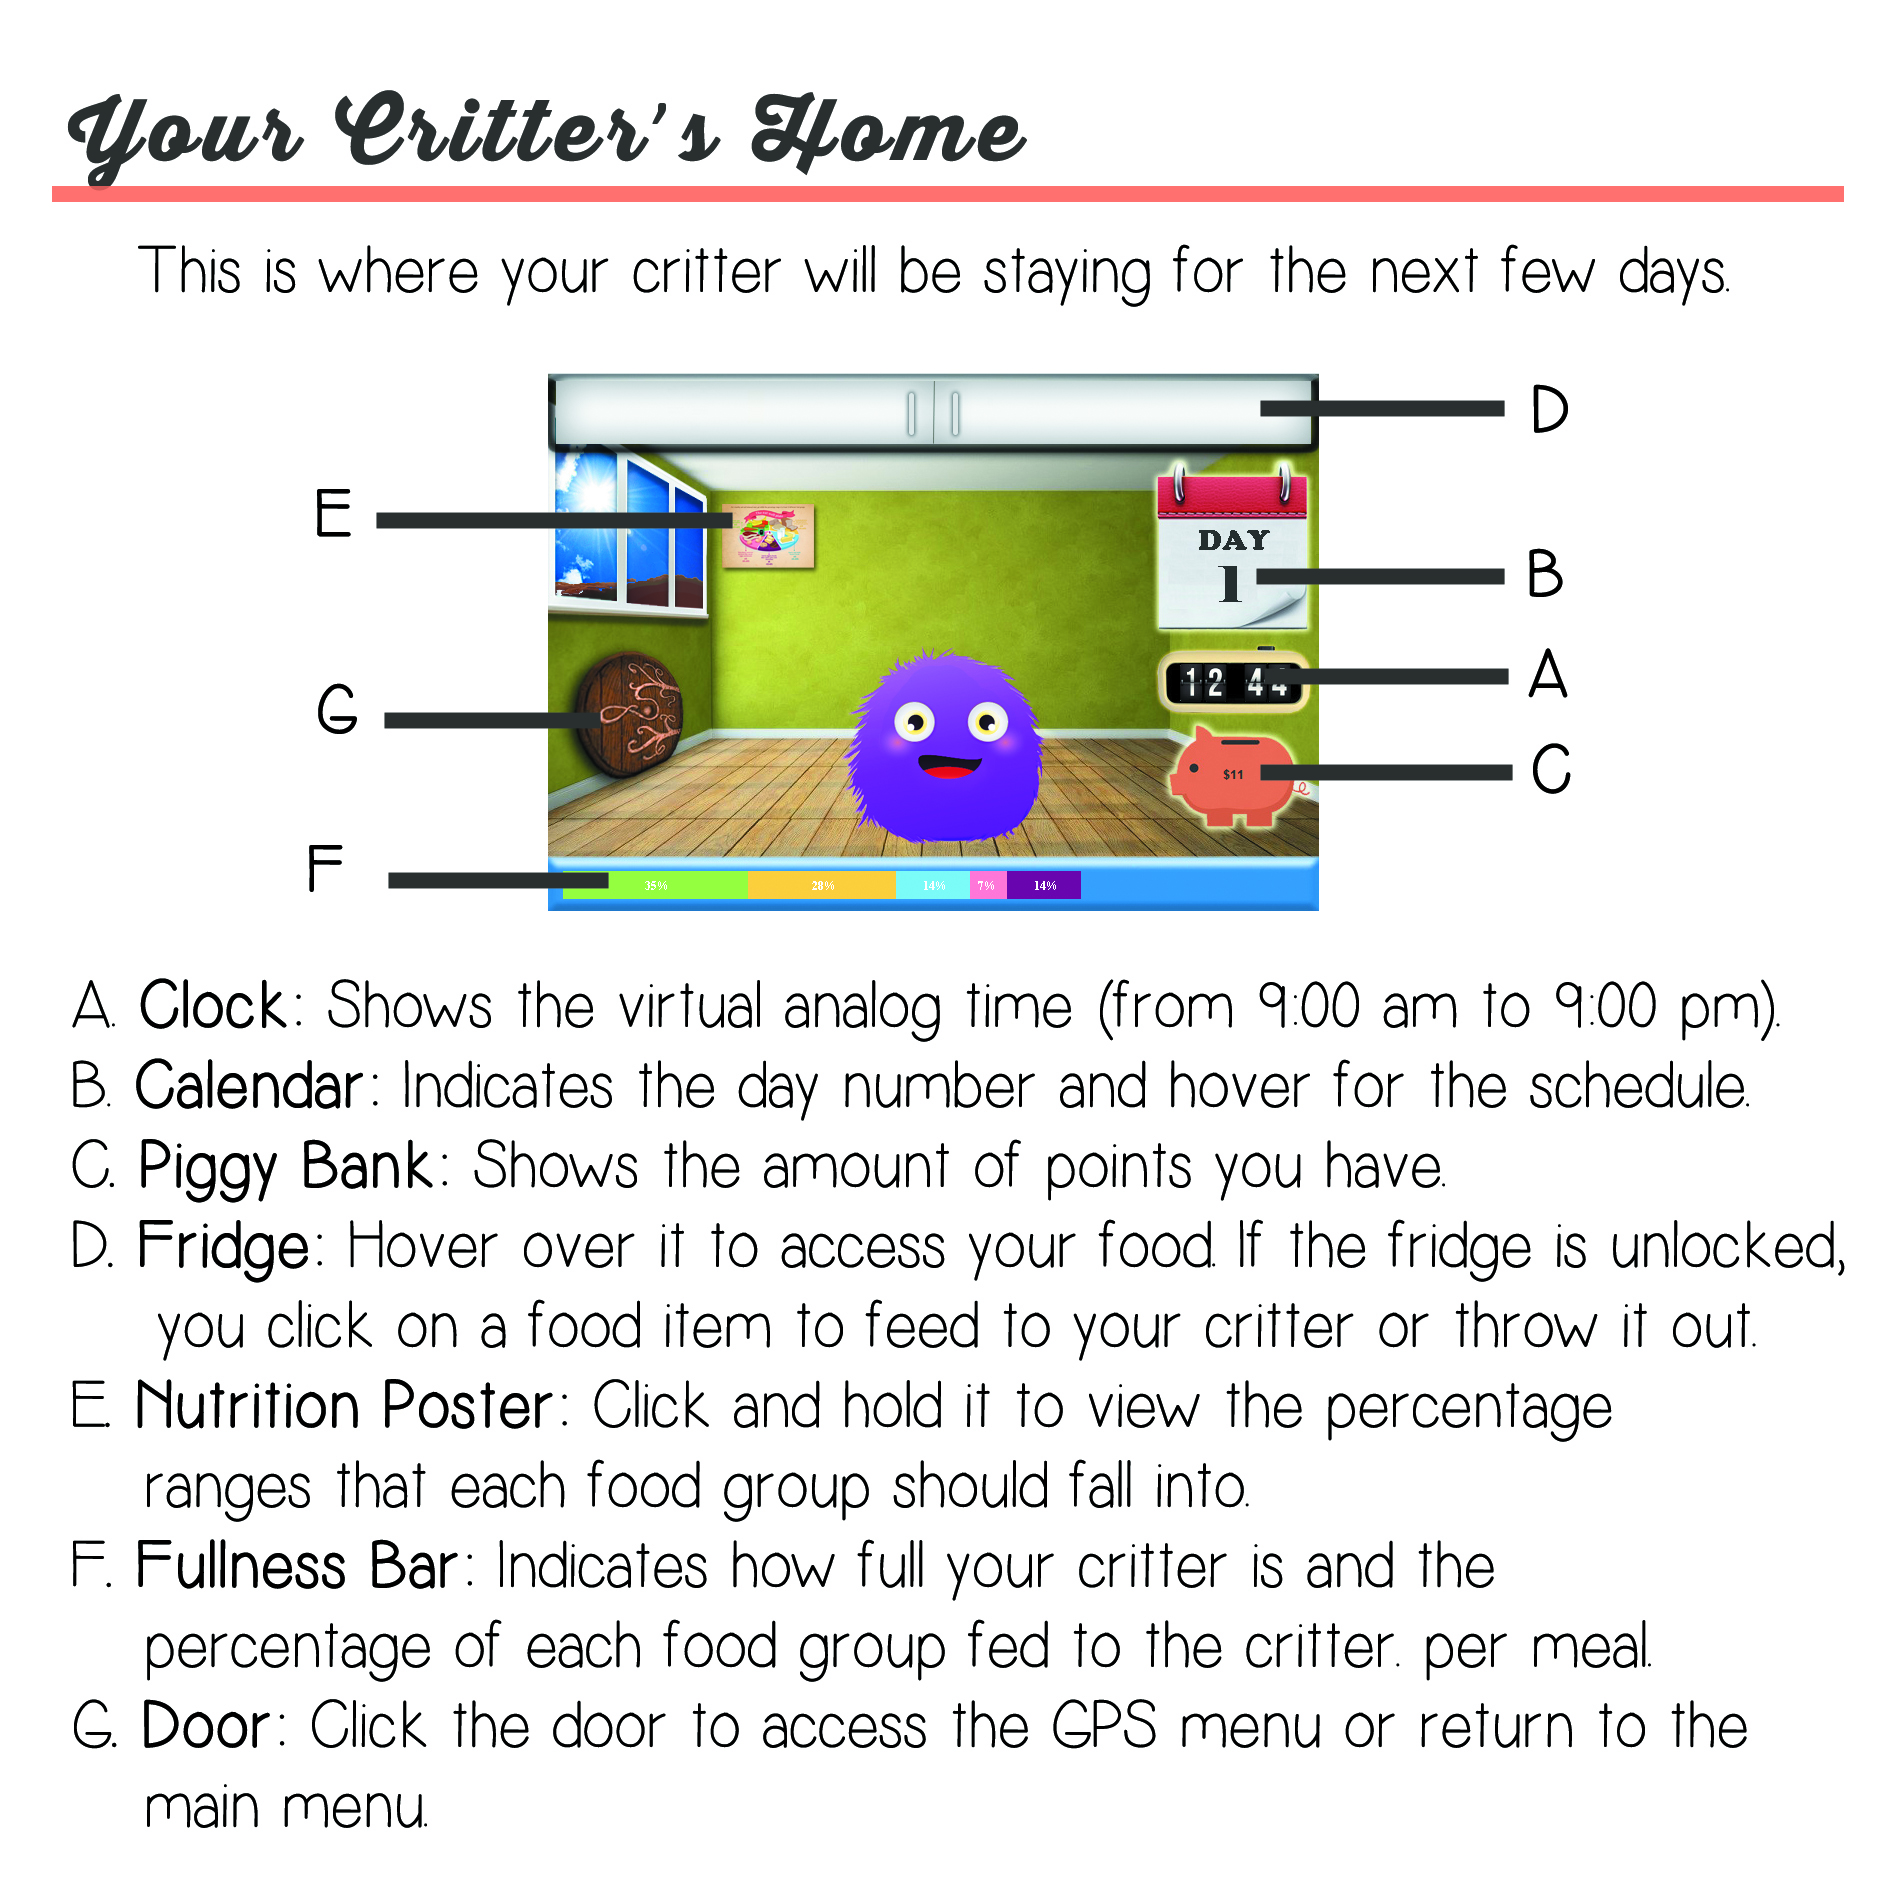 Your Critter's Home
This is where your critter will be staying for the next few days.
D
E
DAY
B
1
A
12 44
G
C
$11
F
35% 28% 14% 7% 14%
A. Clock: Shows the virtual analog time (from 9:00 am to 9:00 pm).
B. Calendar: Indicates the day number and hover for the schedule.
C. Piggy Bank: Shows the amount of points you have.
D. Fridge: Hover over it to access your food. If the fridge is unlocked,
you click on a food item to feed to your critter or throw it out.
E. Nutrition Poster: Click and hold it to view the percentage
ranges that each food group should fall into.
F. Fullness Bar: Indicates how full your critter is and the
percentage of each food group fed to the critter. per meal.
G. Door: Click the door to access the GPS menu or return to the
main menu.